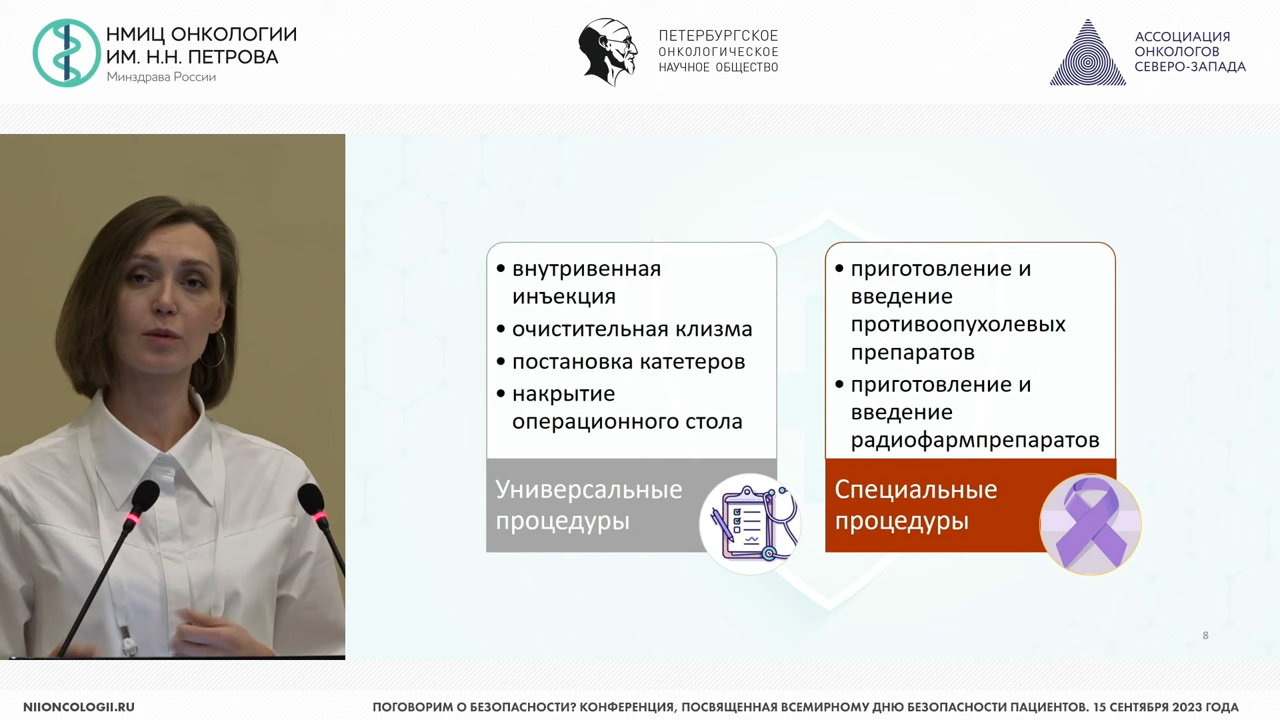 НМИЦ ОНКОЛОГИИ
ИМ. Н.Н. ПЕТРОВА
Минздрава России
ПЕТЕРБУРГСКОЕ
ОНКОЛОГИЧЕСКОЕ
НАУЧНОЕ ОБЩЕСТВО
АССОЦИАЦИЯ
ОНКОЛОГОВ
СЕВЕРО-ЗАПАДА
• внутривенная
инъекция
• очистительная клизма
• постановка катетеров
• накрытие
операционного стола
Универсальные
процедуры
• приготовление и
введение
противоопухолевых
препаратов
• приготовление и
введение
радиофармпрепаратов
Специальные
процедуры
8
NIIONCOLOGII.RU
ПОГОВОРИМ О БЕЗОПАСНОСТИ? КОНФЕРЕНЦИЯ, ПОСВЯЩЕННАЯ ВСЕМИРНОМУ ДНЮ БЕЗОПАСНОСТИ ПАЦИЕНТОВ. 15 СЕНТЯБРЯ 2023 ГОДА